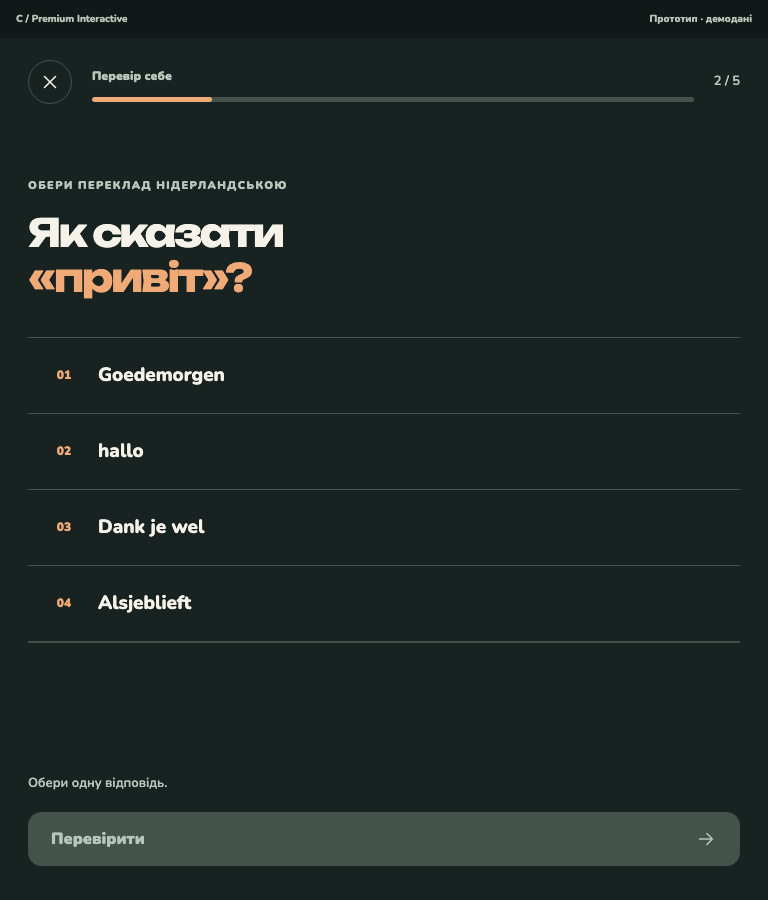 C / Premium Interactive
Прототип · демодані
Перевір себе
2 / 5
ОБЕРИ ПЕРЕКЛАД НІДЕРЛАНДСЬКОЮ
Як сказати
«привіт»?
01 Goedemorgen
02 hallo
03 Dank je wel
04 Alsjeblieft
Обери одну відповідь.
Перевірити